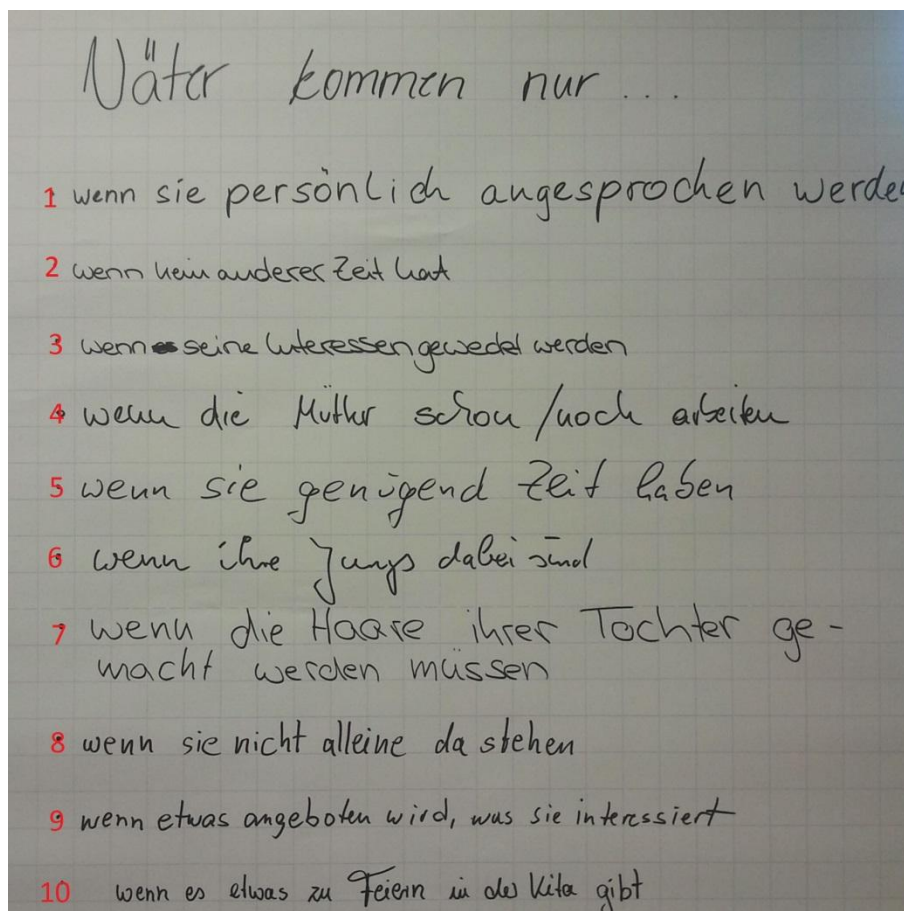 Väter kommen nur ...
1 wenn sie persönlich angesprochen werde
2 wenn kein anderer Zeit hat
3 wenn seine Interessen geweckt werden
4 wenn die Mütter schon/noch arbeiten
5 wenn sie genügend Zeit haben
6 wenn ihre Jungs dabei sind
7 wenn die Haare ihrer Tochter ge-
macht werden müssen
8 wenn sie nicht alleine da stehen
9 wenn etwas angeboten wird, was sie interessiert
10 wenn es etwas zu Feiern in der Kita gibt